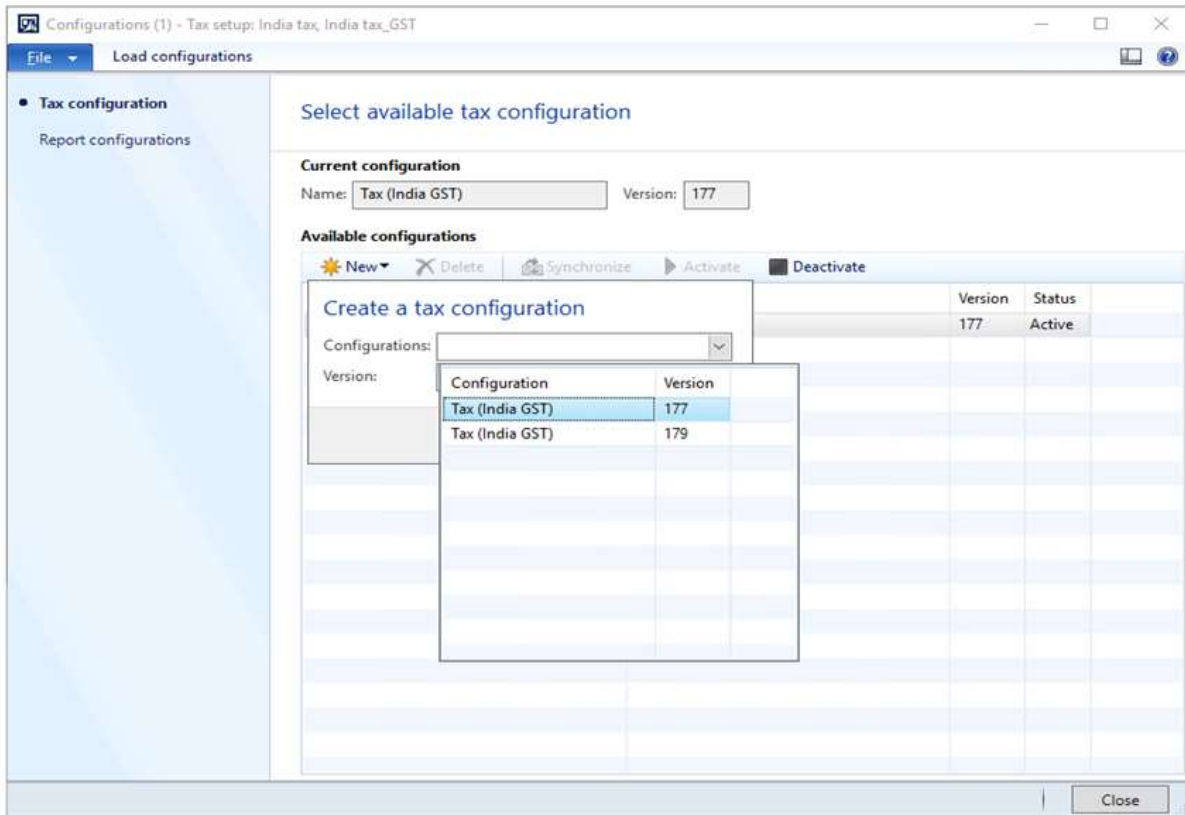 Configurations (1) - Tax setup: India tax, India tax_GST
File Load configurations
Tax configuration
Report configurations
Select available tax configuration
Current configuration
Name: Tax (India GST) Version: 177
Available configurations
New Delete Synchronize Activate Deactivate
Version Status
177 Active
Create a tax configuration
Configurations:
Version:
Configuration Version
Tax (India GST) 177
Tax (India GST) 179
Close